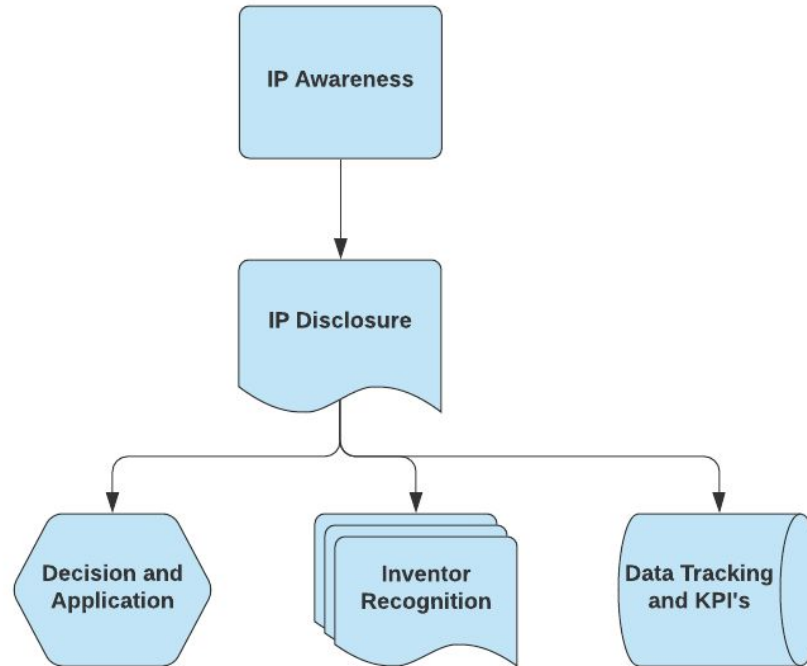 IP Awareness
IP Disclosure
Decision and
Application
Inventor
Recognition
Data Tracking
and KPI's